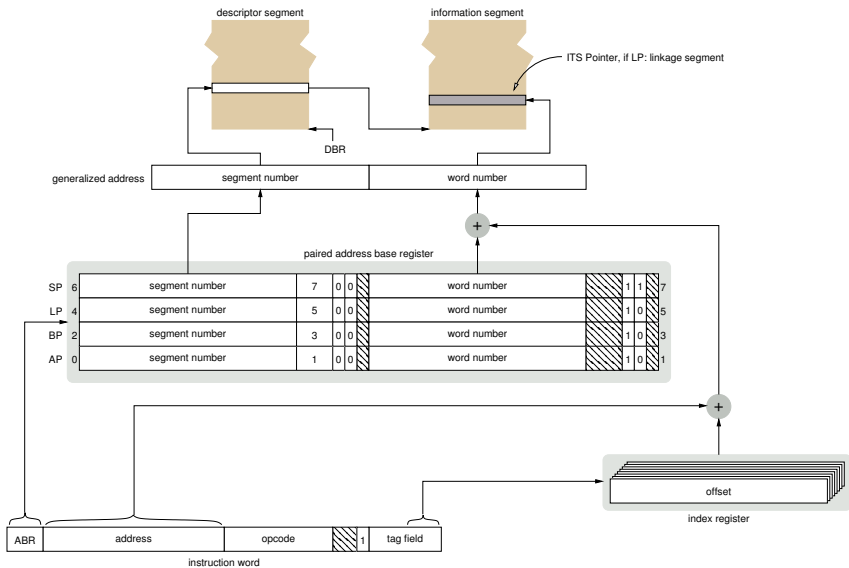 descriptor segment
information segment
ITS Pointer, if LP: linkage segment
DBR
generalized address
segment number
word number
+
paired address base register
SP 6 segment number 7 0 0 word number 1 1 7
LP 4 segment number 5 0 0 word number 1 0 5
BP 2 segment number 3 0 0 word number 1 0 3
AP 0 segment number 1 0 0 word number 1 0 1
+
offset
index register
ABR address opcode 1 tag field
instruction word